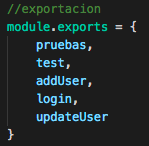 //exportacion
module.exports = {
    pruebas,
    test,
    addUser,
    login,
    updateUser
}